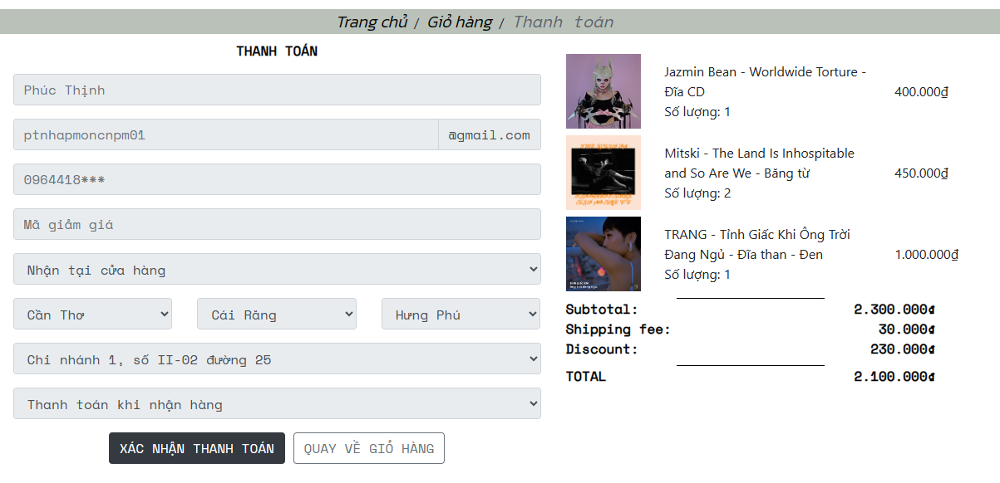 Trang chủ / Giỏ hàng / Thanh toán
THANH TOÁN
Phúc Thịnh
ptnhapmoncnpm01 @gmail.com
0964418***
Mã giảm giá
Nhận tại cửa hàng
Cần Thơ Cái Răng Hưng Phú
Chi nhánh 1, số II-02 đường 25
Thanh toán khi nhận hàng
XÁC NHẬN THANH TOÁN QUAY VỀ GIỎ HÀNG
Jazmin Bean - Worldwide Torture -
Đĩa CD 400.000₫
Số lượng: 1
Mitski - The Land Is Inhospitable
and So Are We - Băng từ 450.000₫
Số lượng: 2
TRANG - Tỉnh Giấc Khi Ông Trời
Đang Ngủ - Đĩa than - Đen 1.000.000₫
Số lượng: 1
Subtotal: 2.300.000₫
Shipping fee: 30.000₫
Discount: 230.000₫
TOTAL 2.100.000₫